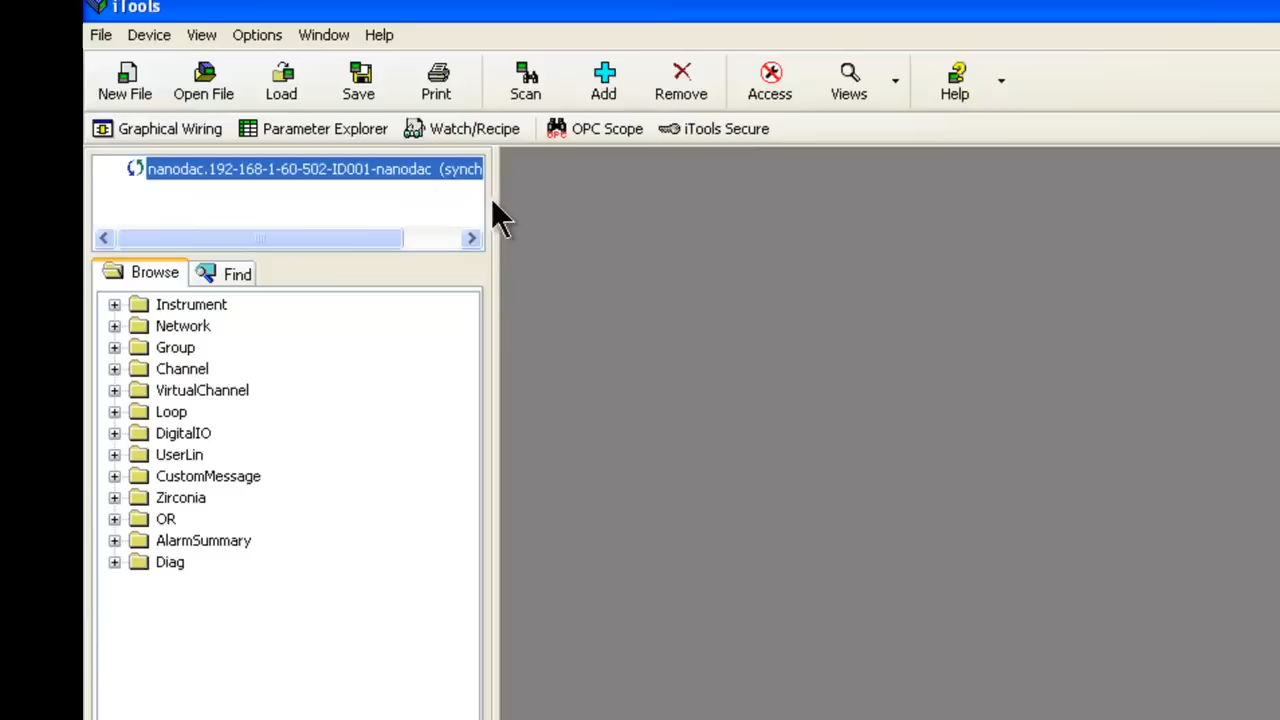 iTools
File Device View Options Window Help
New File Open File Load Save Print Scan Add Remove Access Views Help
Graphical Wiring Parameter Explorer Watch/Recipe OPC OPC Scope iTools Secure
nanodac.192-168-1-60-502-ID001-nanodac (synch
Browse Find
Instrument
Network
Group
Channel
VirtualChannel
Loop
DigitalIO
UserLin
CustomMessage
Zirconia
OR
AlarmSummary
Diag